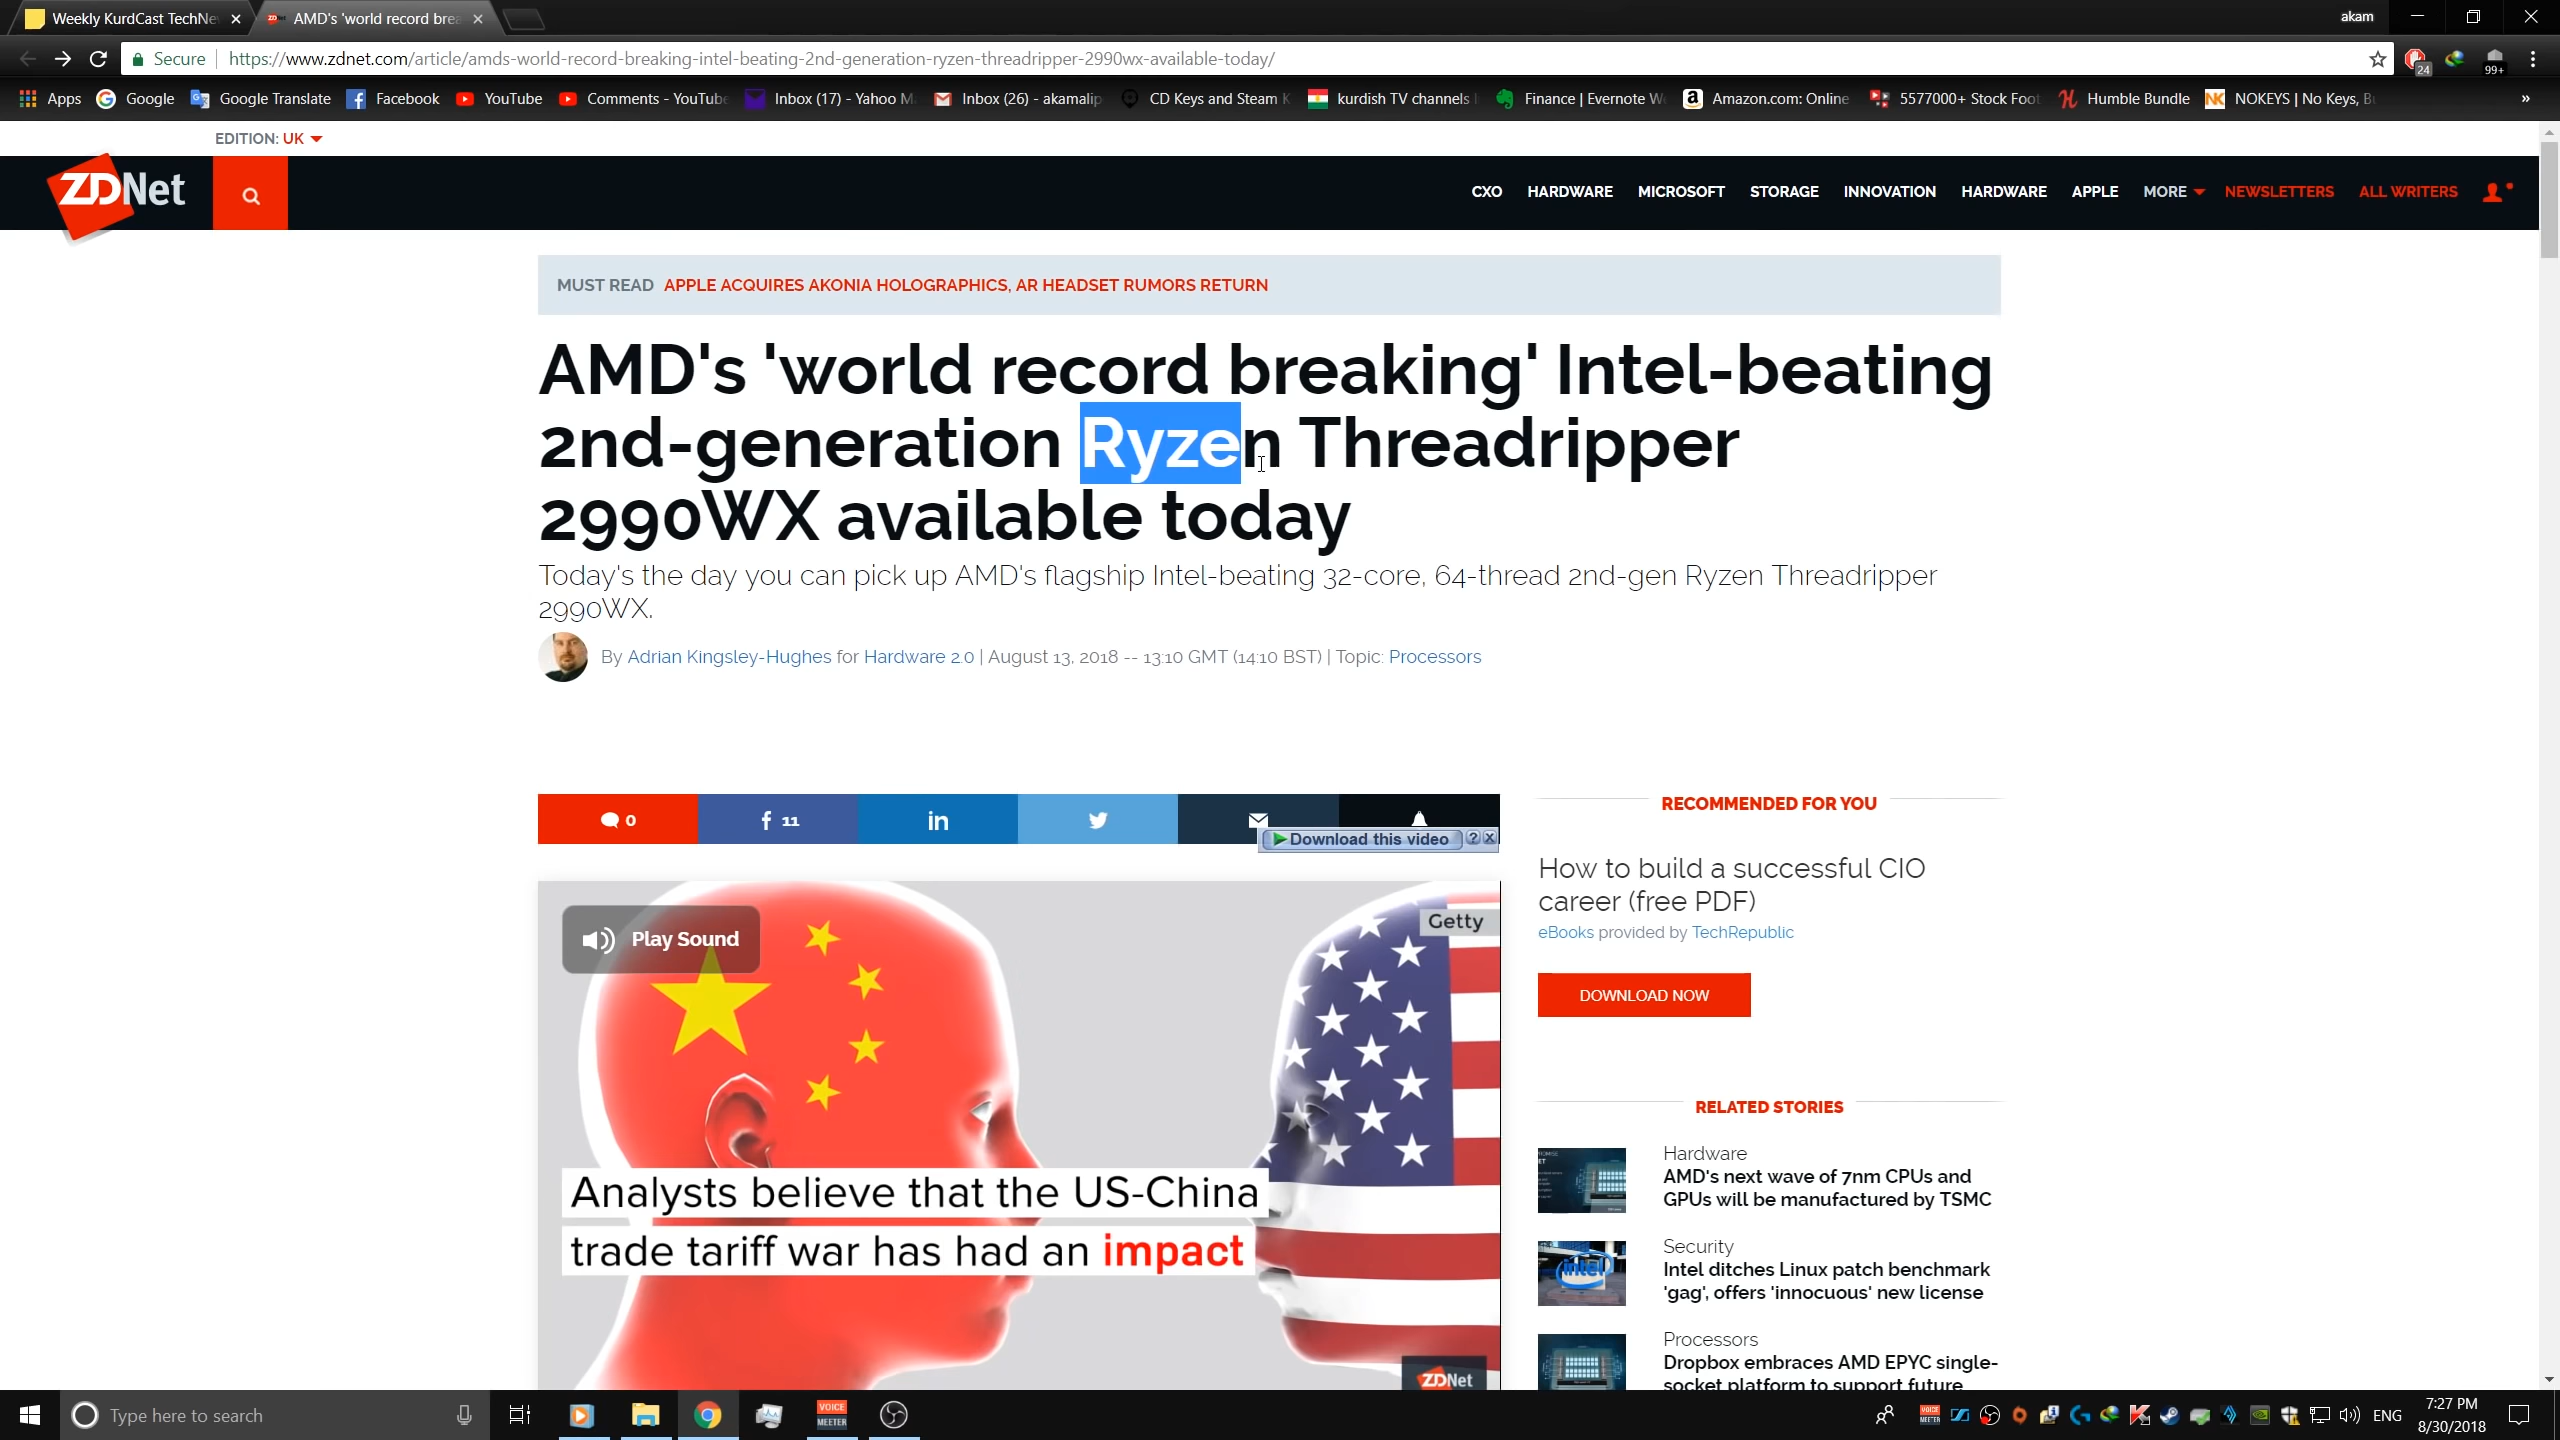 Weekly KurdCast TechNe
AMD's 'world record brea
akam
Secure
https://www.zdnet.com/article/amds-world-record-breaking-intel-beating-2nd-generation-ryzen-threadripper-2990wx-available-today/
24
99+
Apps
Google
Google Translate
Facebook
YouTube
Comments - YouTube
Inbox (17) - Yahoo M
Inbox (26) - akamalip
CD Keys and Steam K
kurdish TV channels
Finance | Evernote W
Amazon.com: Online
5577000+ Stock Foot
Humble Bundle
NOKEYS | No Keys, B
»
EDITION: UK
ZDNet
CXO
HARDWARE
MICROSOFT
STORAGE
INNOVATION
HARDWARE
APPLE
MORE
NEWSLETTERS
ALL WRITERS
MUST READ APPLE ACQUIRES AKONIA HOLOGRAPHICS, AR HEADSET RUMORS RETURN
AMD's 'world record breaking' Intel-beating
2nd-generation Ryzen Threadripper
2990WX available today
Today's the day you can pick up AMD's flagship Intel-beating 32-core, 64-thread 2nd-gen Ryzen Threadripper
2990WX.
By Adrian Kingsley-Hughes for Hardware 2.0 | August 13, 2018 -- 13:10 GMT (14:10 BST) | Topic: Processors
0
f 11
in
Download this video
? X
Play Sound
Getty
Analysts believe that the US-China
trade tariff war has had an impact
ZDNet
RECOMMENDED FOR YOU
How to build a successful CIO
career (free PDF)
eBooks provided by TechRepublic
DOWNLOAD NOW
RELATED STORIES
Hardware
AMD's next wave of 7nm CPUs and
GPUs will be manufactured by TSMC
intel
Security
Intel ditches Linux patch benchmark
'gag', offers 'innocuous' new license
Processors
Dropbox embraces AMD EPYC single-
socket platform to support future
Type here to search
VOICE
MEETER
ENG
7:27 PM
8/30/2018